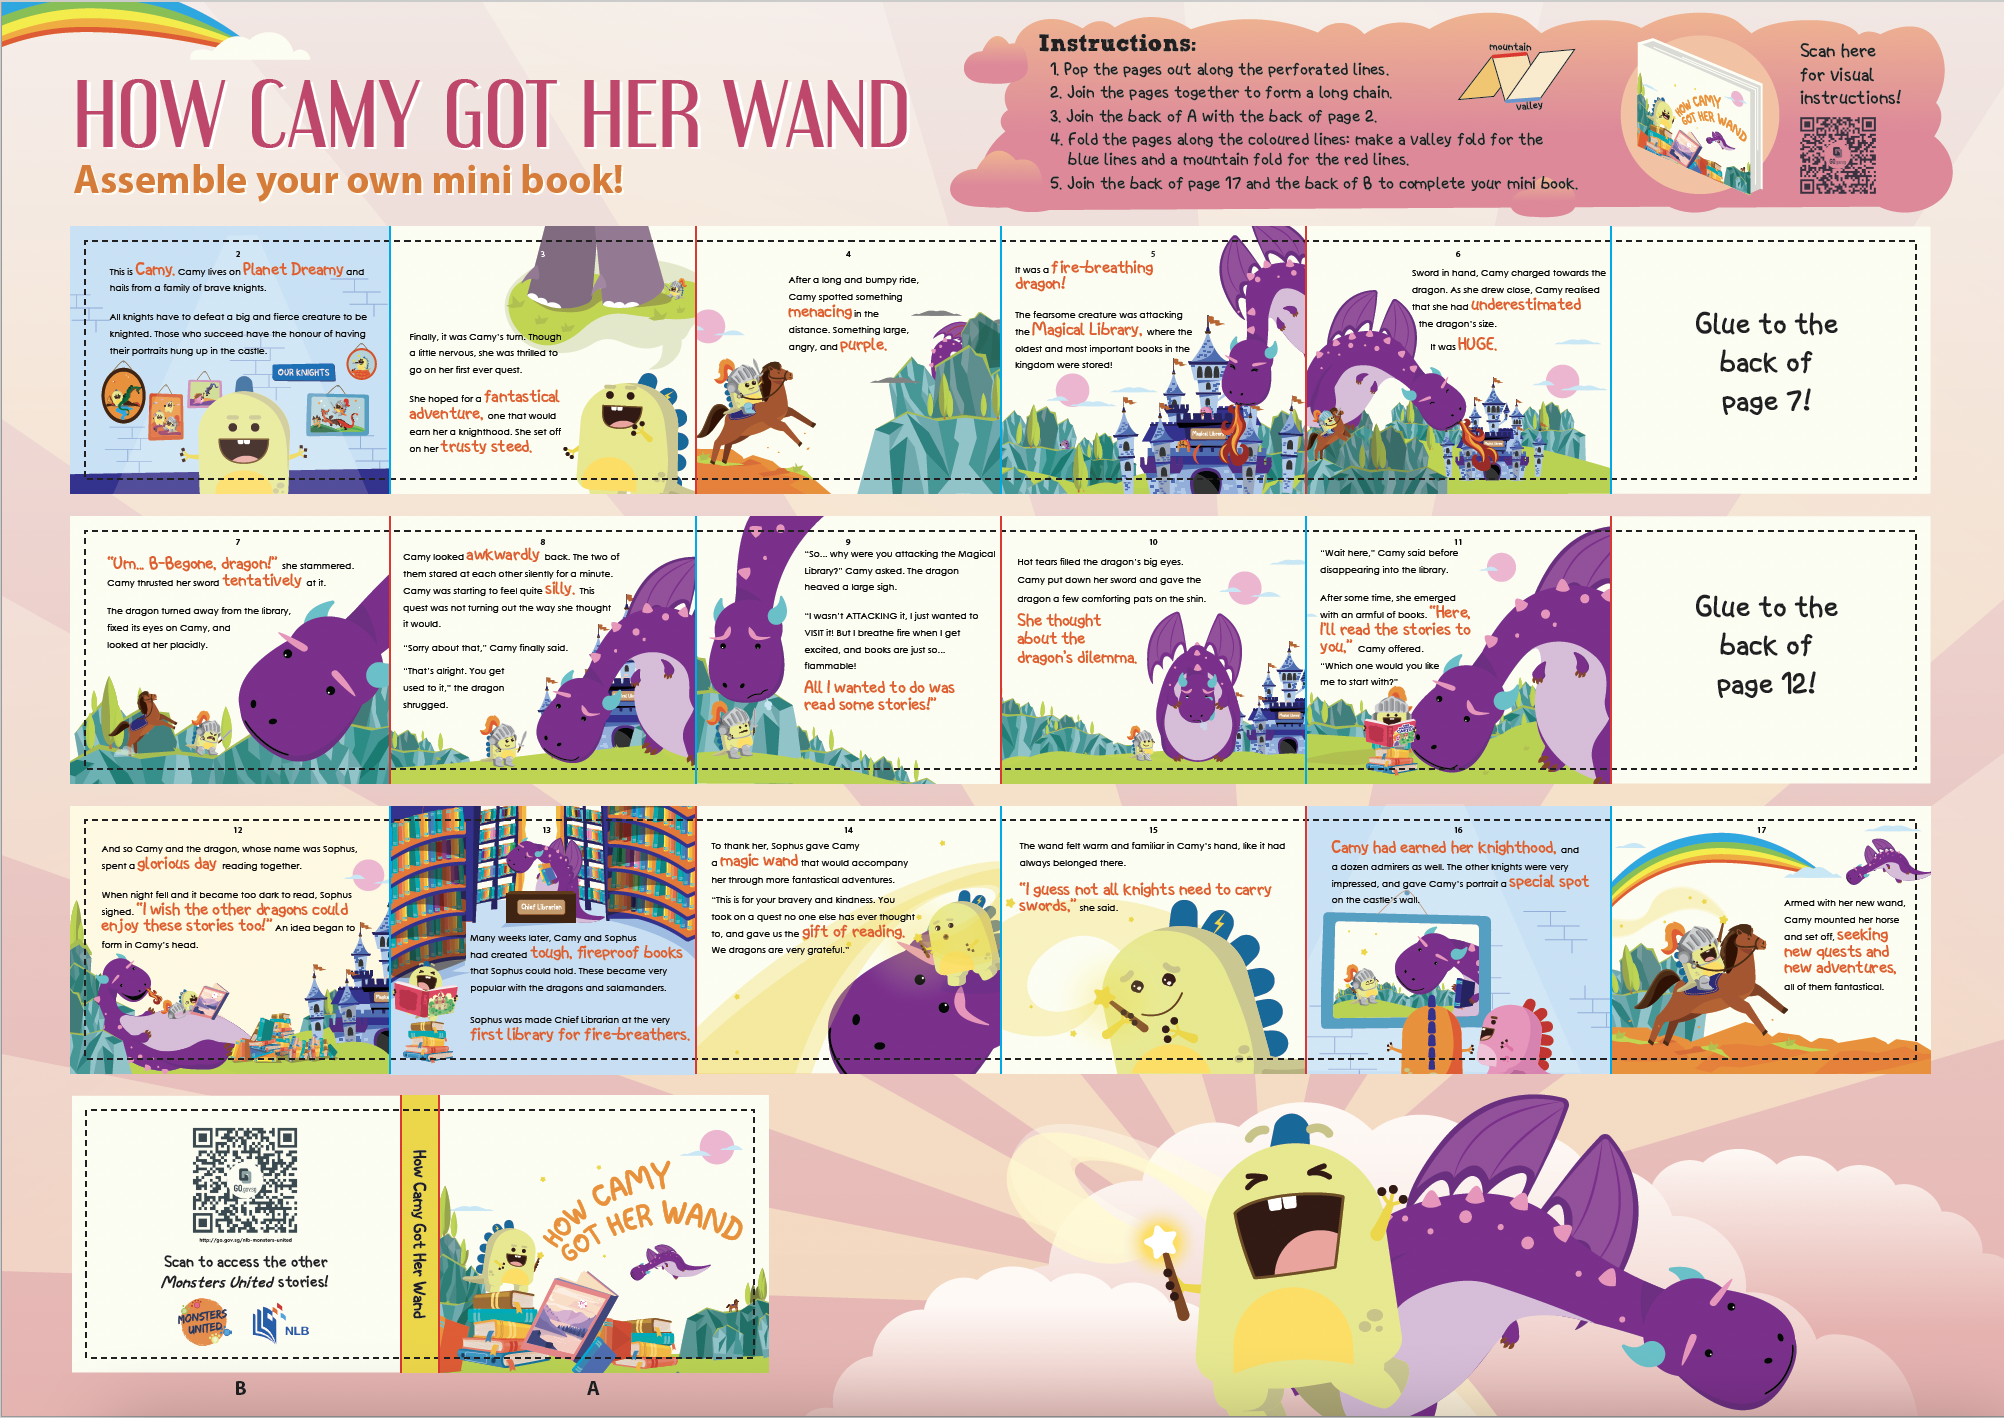 HOW CAMY GOT HER WAND
Assemble your own mini book!
Instructions:
1. Pop the pages out along the perforated lines.
2. Join the pages together to form a long chain.
3. Join the back of A with the back of page 2.
4. Fold the pages along the coloured lines: make a valley fold for the
blue lines and a mountain fold for the red lines.
5. Join the back of page 17 and the back of B to complete your mini book.
mountain
valley
HOW CAMY
GOT HER WAND
Scan here
for visual
instructions!
2
This is Camy. Camy lives on Planet Dreamy and
hails from a family of brave knights.
All knights have to defeat a big and fierce creature to be
knighted. Those who succeed have the honour of having
their portraits hung up in the castle.
OUR KNIGHTS
3
Finally, it was Camy's turn. Though
a little nervous, she was thrilled to
go on her first ever quest.
She hoped for a fantastical
adventure, one that would
earn her a knighthood. She set off
on her trusty steed.
4
After a long and bumpy ride,
Camy spotted something
menacing in the
distance. Something large,
angry, and purple.
5
It was a fire-breathing
dragon!
The fearsome creature was attacking
the Magical Library, where the
oldest and most important books in the
kingdom were stored!
Magical Library
6
Sword in hand, Camy charged towards the
dragon. As she drew close, Camy realised
that she had underestimated
the dragon's size.
It was HUGE.
Glue to the
back of
page 7!
7
"Um... B-Begone, dragon!" she stammered.
Camy thrusted her sword tentatively at it.
The dragon turned away from the library,
fixed its eyes on Camy, and
looked at her placidly.
8
Camy looked awkwardly back. The two of
them stared at each other silently for a minute.
Camy was starting to feel quite silly. This
quest was not turning out the way she thought
it would.
"Sorry about that," Camy finally said.
"That's alright. You get
used to it," the dragon
shrugged.
9
"So... why were you attacking the Magical
Library?" Camy asked. The dragon
heaved a large sigh.
"I wasn't ATTACKING it, I just wanted to
VISIT it! But I breathe fire when I get
excited, and books are just so...
flammable!
All I wanted to do was
read some stories!"
10
Hot tears filled the dragon's big eyes.
Camy put down her sword and gave the
dragon a few comforting pats on the shin.
She thought
about the
dragon's dilemma.
11
"Wait here," Camy said before
disappearing into the library.
After some time, she emerged
with an armful of books. "Here,
I'll read the stories to
you," Camy offered.
"Which one would you like
me to start with?"
Glue to the
back of
page 12!
12
And so Camy and the dragon, whose name was Sophus,
spent a glorious day reading together.
When night fell and it became too dark to read, Sophus
sighed. "I wish the other dragons could
enjoy these stories too!" An idea began to
form in Camy's head.
13
Chief Librarian
Many weeks later, Camy and Sophus
had created tough, fireproof books
that Sophus could hold. These became very
popular with the dragons and salamanders.
Sophus was made Chief Librarian at the very
first library for fire-breathers.
14
To thank her, Sophus gave Camy
a magic wand that would accompany
her through more fantastical adventures.
"This is for your bravery and kindness. You
took on a quest no one else has ever thought
to, and gave us the gift of reading.
We dragons are very grateful."
15
The wand felt warm and familiar in Camy's hand, like it had
always belonged there.
"I guess not all knights need to carry
swords," she said.
16
Camy had earned her knighthood, and
a dozen admirers as well. The other knights were very
impressed, and gave Camy's portrait a special spot
on the castle's wall.
17
Armed with her new wand,
Camy mounted her horse
and set off, seeking
new quests and
new adventures,
all of them fantastical.
GOgov.sg
http://go.gov.sg/nlb-monsters-united
Scan to access the other
Monsters United stories!
MONSTERS
UNITED
NLB
How Camy Got Her Wand
HOW CAMY
GOT HER WAND
B
A